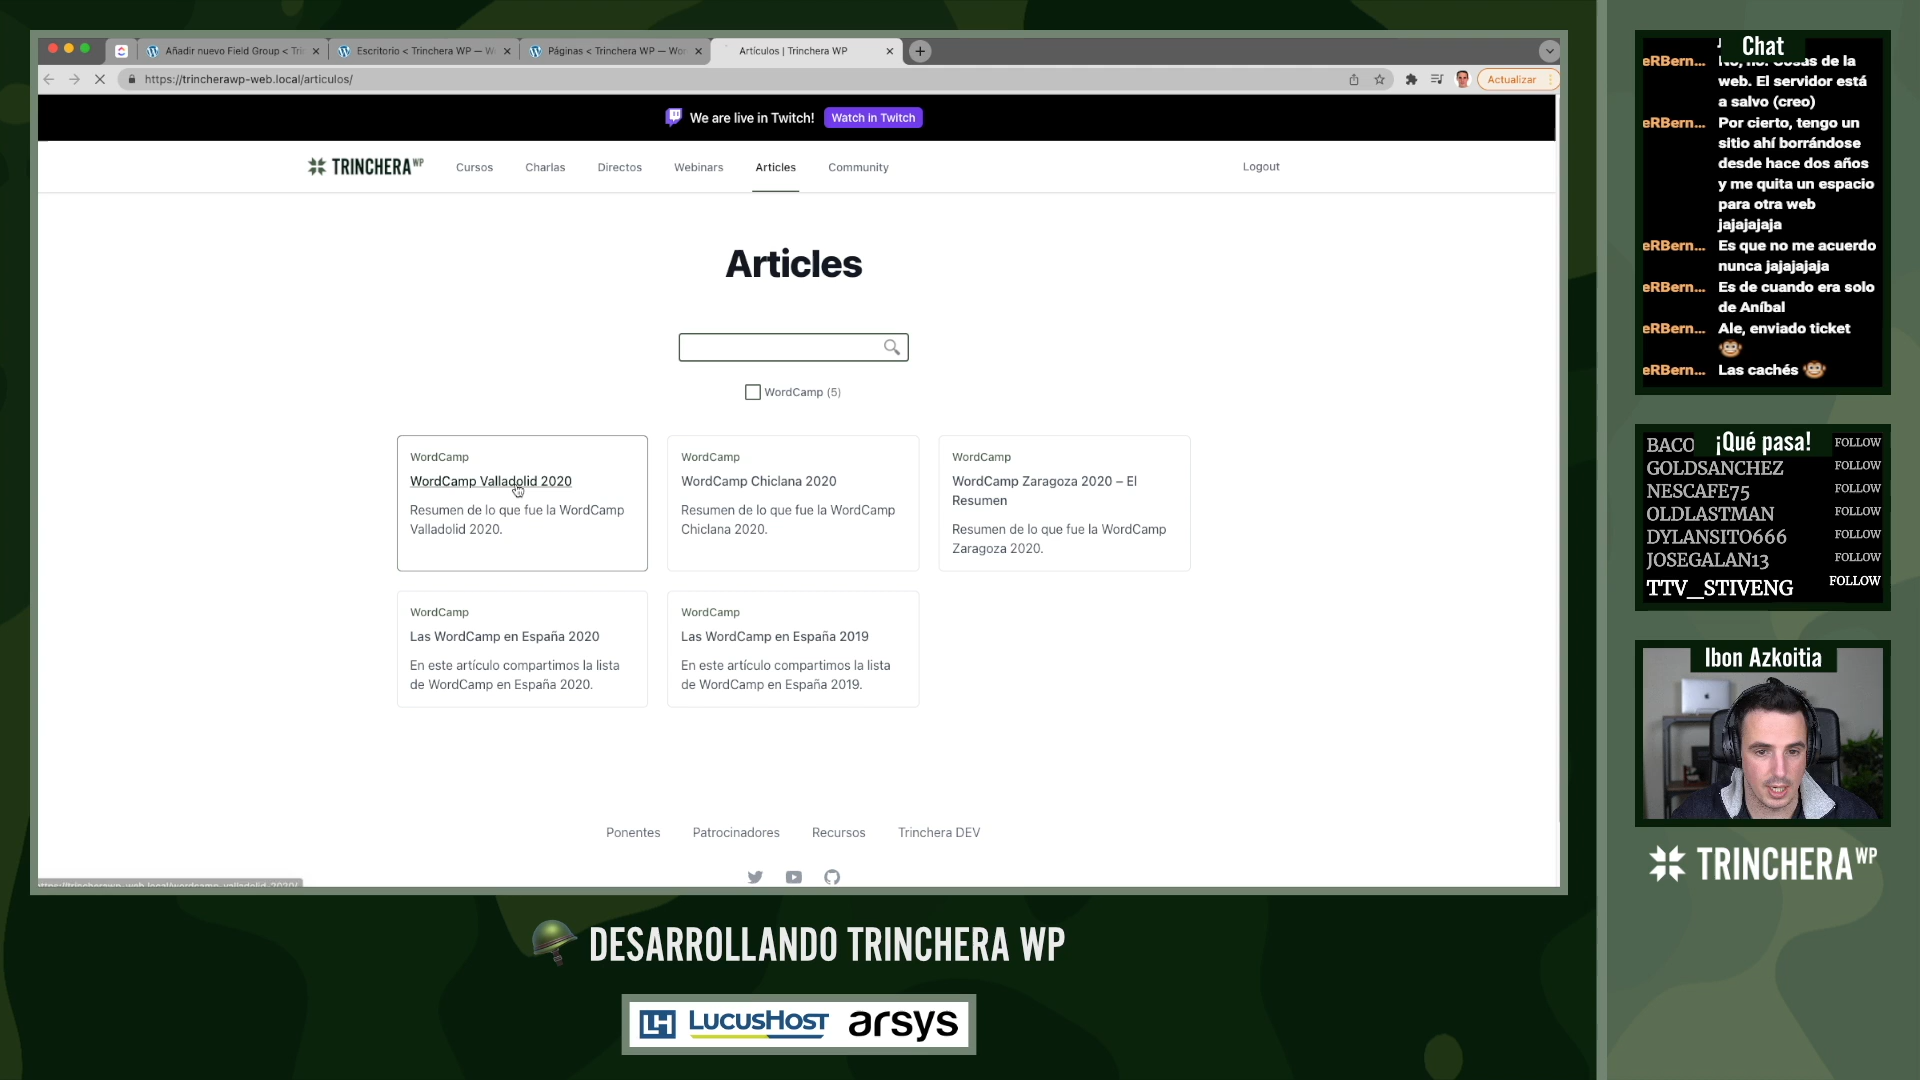 Añadir nuevo Field Group < Tri
Escritorio < Trinchera WP — W
Páginas < Trinchera WP — Wo
Artículos | Trinchera WP
https://trincherawp-web.local/articulos/
Actualizar
We are live in Twitch!
Watch in Twitch
TRINCHERA WP
Cursos
Charlas
Directos
Webinars
Articles
Community
Logout
Articles
WordCamp (5)
WordCamp
WordCamp Valladolid 2020
Resumen de lo que fue la WordCamp
Valladolid 2020.
WordCamp
WordCamp Chiclana 2020
Resumen de lo que fue la WordCamp
Chiclana 2020.
WordCamp
WordCamp Zaragoza 2020 – El
Resumen
Resumen de lo que fue la WordCamp
Zaragoza 2020.
WordCamp
Las WordCamp en España 2020
En este artículo compartimos la lista
de WordCamp en España 2020.
WordCamp
Las WordCamp en España 2019
En este artículo compartimos la lista
de WordCamp en España 2019.
Ponentes
Patrocinadores
Recursos
Trinchera DEV
DESARROLLANDO TRINCHERA WP
LH LUCUSHOST arsys
Chat
eRBern... No, no. Cosas de la
web. El servidor está
a salvo (creo)
eRBern... Por cierto, tengo un
sitio ahí borrándose
desde hace dos años
y me quita un espacio
para otra web
jajajajaja
eRBern... Es que no me acuerdo
nunca jajajajaja
eRBern... Es de cuando era solo
de Aníbal
eRBern... Ale, enviado ticket
🐵
eRBern... Las cachés 🐵
¡Qué pasa!
BACO FOLLOW
GOLDSANCHEZ FOLLOW
NESCAFE75 FOLLOW
OLDLASTMAN FOLLOW
DYLANSITO666 FOLLOW
JOSEGALAN13 FOLLOW
TTV_STIVENG FOLLOW
Ibon Azkoitia
TRINCHERA WP